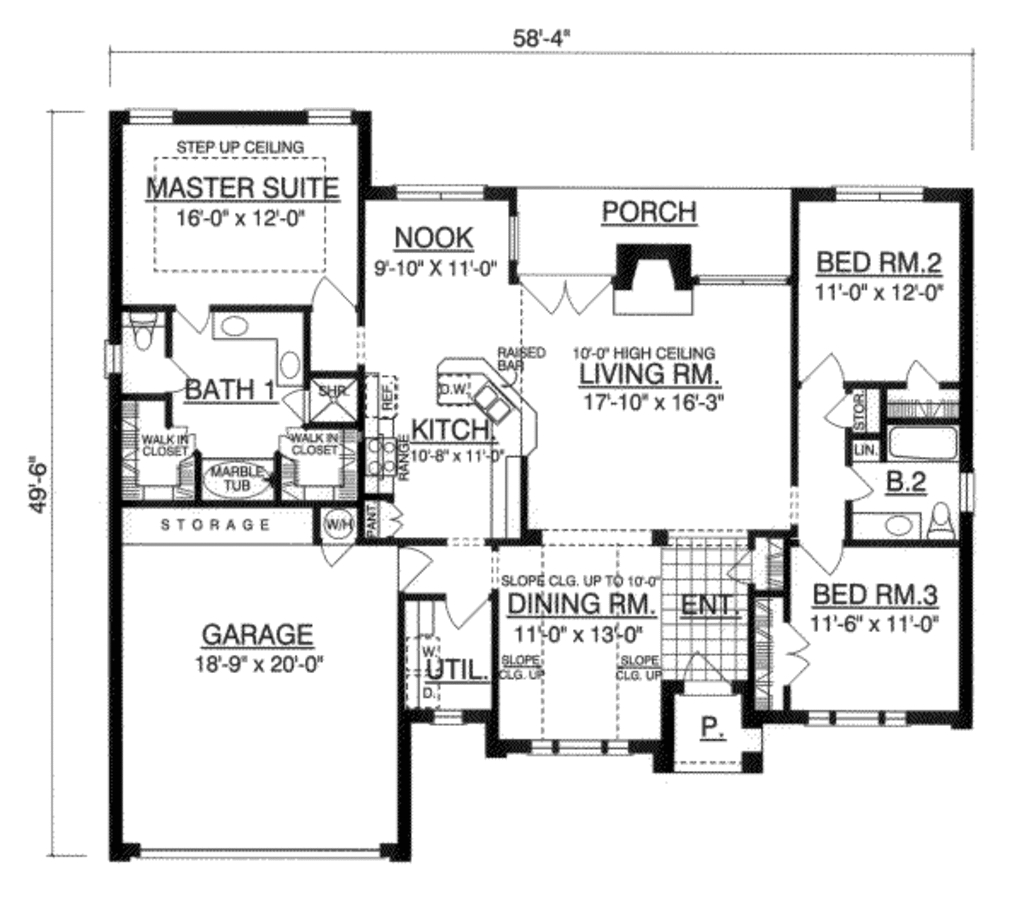 58'-4"
49'-6"
STEP UP CEILING
MASTER SUITE
16'-0" x 12'-0"
NOOK
9'-10" X 11'-0"
PORCH
BED RM.2
11'-0" x 12'-0"
BATH 1
SHR.
WALK IN
CLOSET
WALK IN
CLOSET
MARBLE
TUB
REF.
D.W.
RAISED
BAR
KITCH.
10'-8" x 11'-0"
RANGE
PANT.
10'-0" HIGH CEILING
LIVING RM.
17'-10" x 16'-3"
STOR.
LIN.
B.2
STORAGE
W/H
SLOPE CLG. UP TO 10'-0"
DINING RM.
11'-0" x 13'-0"
SLOPE
CLG. UP
SLOPE
CLG. UP
ENT.
BED RM.3
11'-6" x 11'-0"
GARAGE
18'-9" x 20'-0"
W.
UTIL.
D.
P.